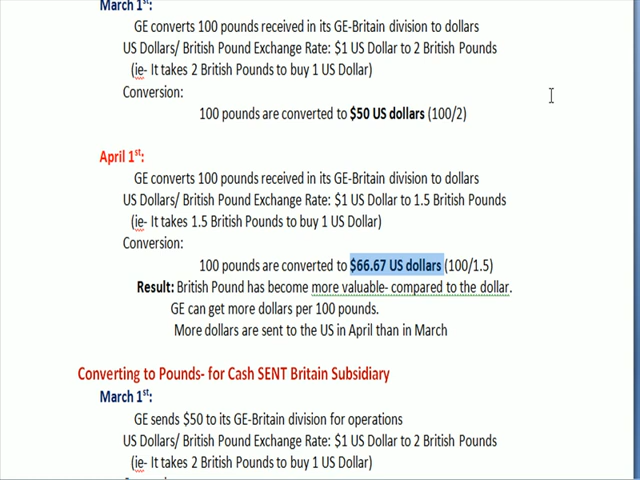 March 1st:
GE converts 100 pounds received in its GE-Britain division to dollars
US Dollars/ British Pound Exchange Rate: $1 US Dollar to 2 British Pounds
(ie- It takes 2 British Pounds to buy 1 US Dollar)
Conversion:
100 pounds are converted to $50 US dollars (100/2)
April 1st:
GE converts 100 pounds received in its GE-Britain division to dollars
US Dollars/ British Pound Exchange Rate: $1 US Dollar to 1.5 British Pounds
(ie- It takes 1.5 British Pounds to buy 1 US Dollar)
Conversion:
100 pounds are converted to $66.67 US dollars (100/1.5)
Result: British Pound has become more valuable- compared to the dollar.
GE can get more dollars per 100 pounds.
More dollars are sent to the US in April than in March
Converting to Pounds- for Cash SENT Britain Subsidiary
March 1st:
GE sends $50 to its GE-Britain division for operations
US Dollars/ British Pound Exchange Rate: $1 US Dollar to 2 British Pounds
(ie- It takes 2 British Pounds to buy 1 US Dollar)